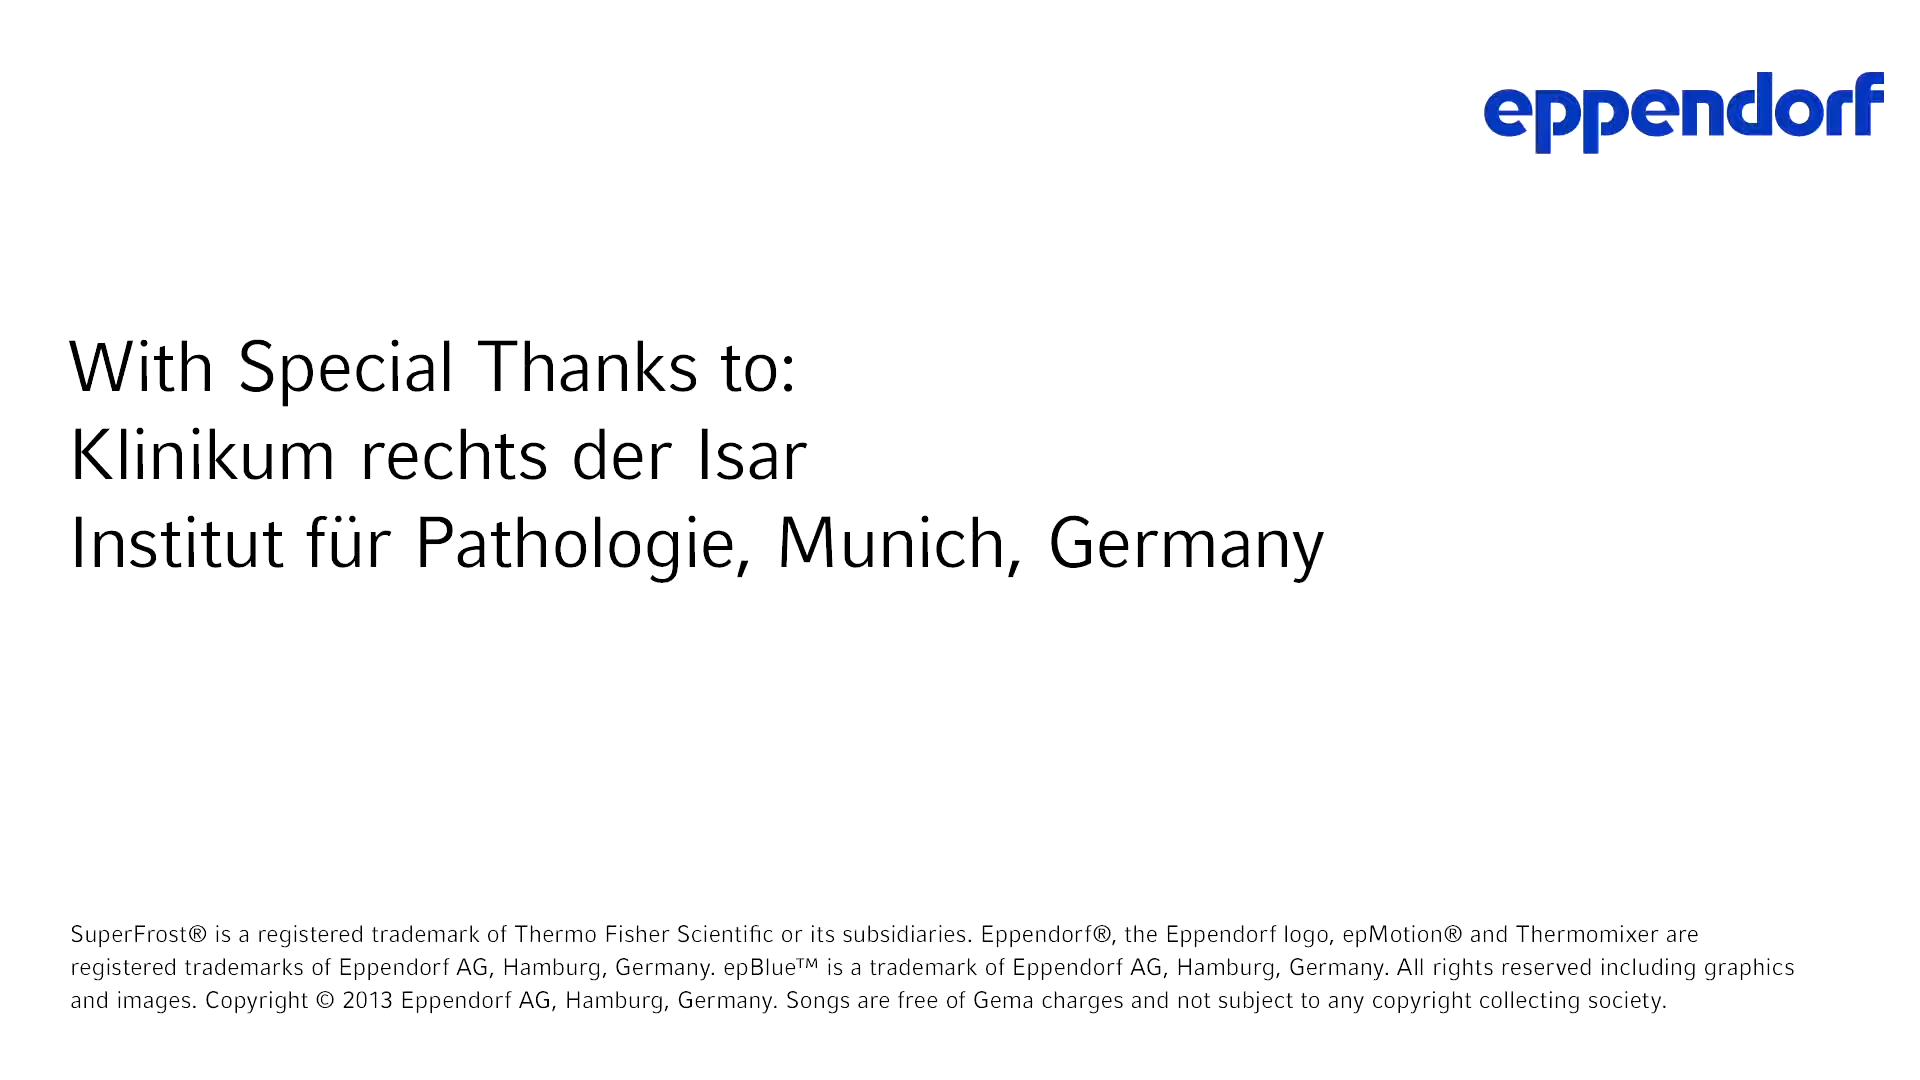 eppendorf
With Special Thanks to:
Klinikum rechts der Isar
Institut für Pathologie, Munich, Germany
SuperFrost® is a registered trademark of Thermo Fisher Scientific or its subsidiaries. Eppendorf®, the Eppendorf logo, epMotion® and Thermomixer are
registered trademarks of Eppendorf AG, Hamburg, Germany. epBlue™ is a trademark of Eppendorf AG, Hamburg, Germany. All rights reserved including graphics
and images. Copyright © 2013 Eppendorf AG, Hamburg, Germany. Songs are free of Gema charges and not subject to any copyright collecting society.